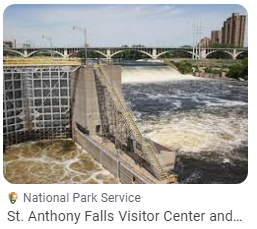 National Park Service
St. Anthony Falls Visitor Center and...